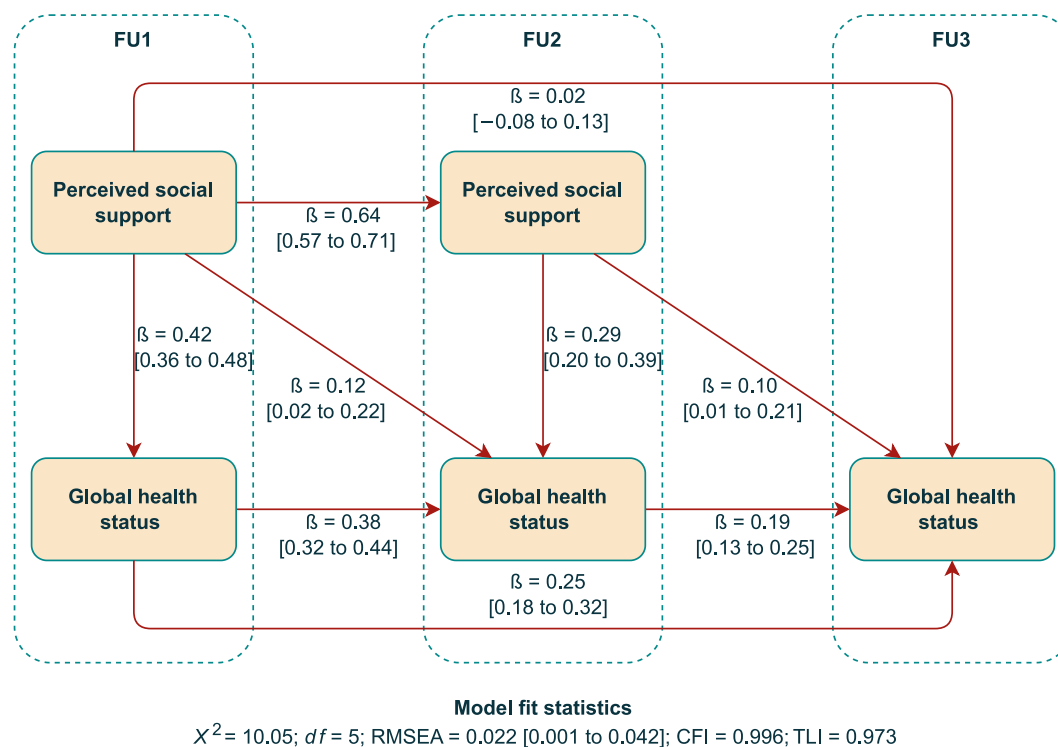 FU1
FU2
FU3
ß = 0.02
[−0.08 to 0.13]
Perceived social
support
Perceived social
support
ß = 0.64
[0.57 to 0.71]
ß = 0.42
[0.36 to 0.48]
ß = 0.29
[0.20 to 0.39]
ß = 0.12
[0.02 to 0.22]
ß = 0.10
[0.01 to 0.21]
Global health
status
Global health
status
Global health
status
ß = 0.38
[0.32 to 0.44]
ß = 0.19
[0.13 to 0.25]
ß = 0.25
[0.18 to 0.32]
Model fit statistics
X² = 10.05; df = 5; RMSEA = 0.022 [0.001 to 0.042]; CFI = 0.996; TLI = 0.973